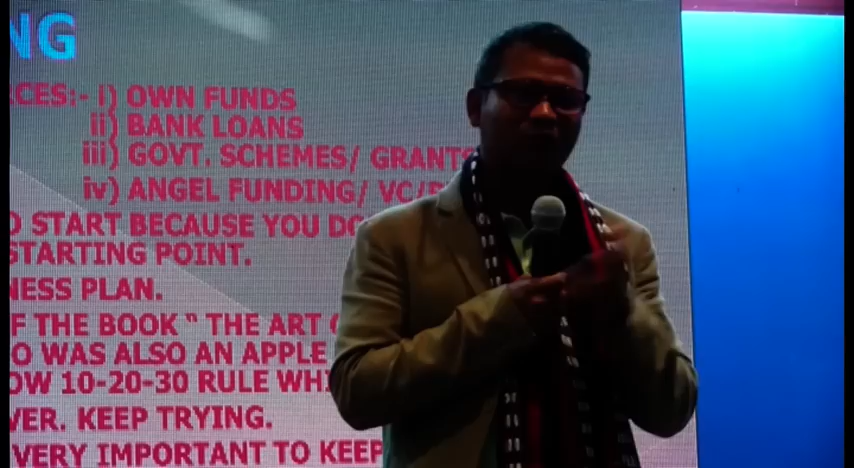 NG
RCES:- i) OWN FUNDS
ii) BANK LOANS
iii) GOVT. SCHEMES/ GRANTS
iv) ANGEL FUNDING/ VC/
O START BECAUSE YOU DO
STARTING POINT.
NESS PLAN.
F THE BOOK “ THE ART
O WAS ALSO AN APPLE
OW 10-20-30 RULE WHI
VER. KEEP TRYING.
VERY IMPORTANT TO KEEP